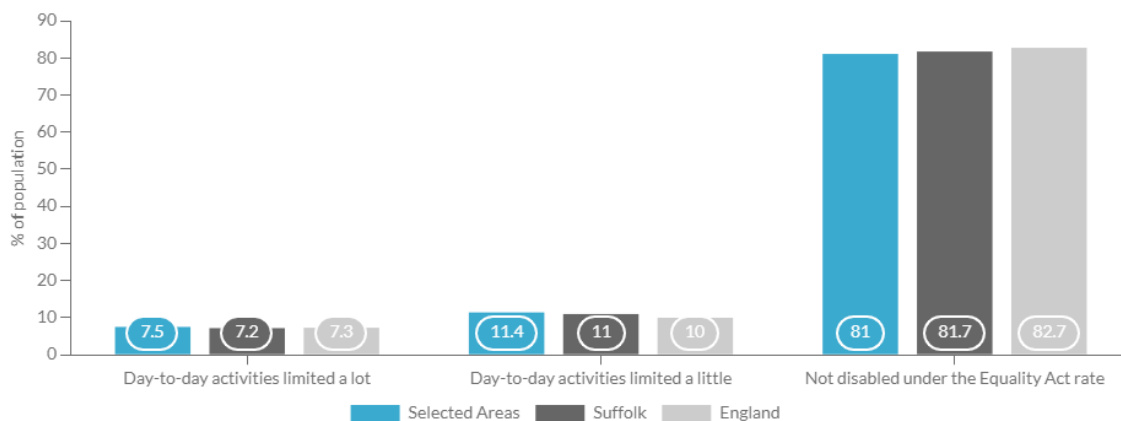 90
80
70
60
50
40
30
20
10
0
% of population
7.5 7.2 7.3 11.4 11 10 81 81.7 82.7
Day-to-day activities limited a lot Day-to-day activities limited a little Not disabled under the Equality Act rate
Selected Areas Suffolk England